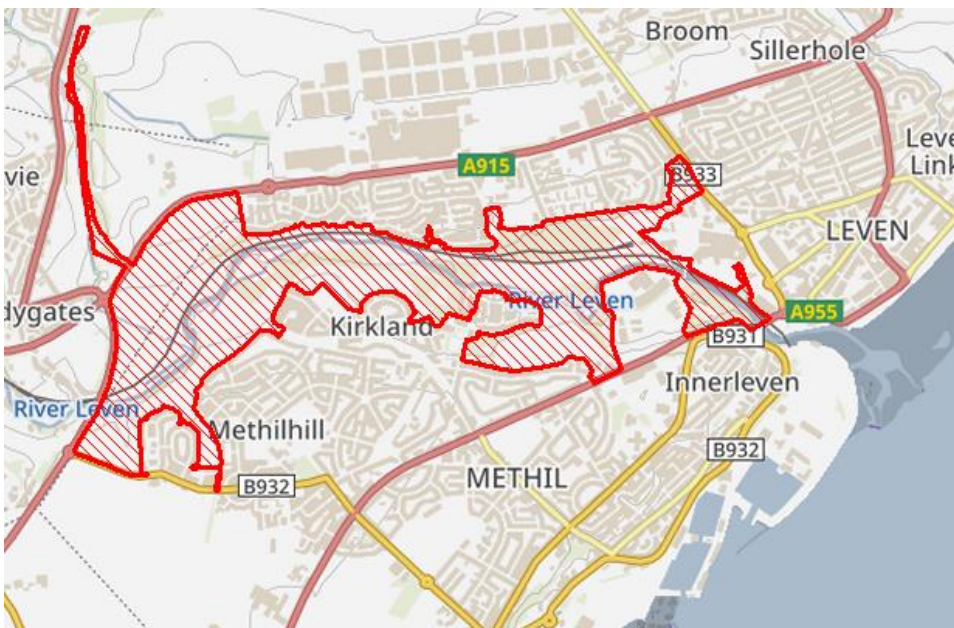 Broom
Sillerhole
Leve
Link
A915
B933
vie
LEVEN
dygates
River Leven
Kirkland
A955
B931
Innerleven
River Leven
Methilhill
B932
METHIL
B932